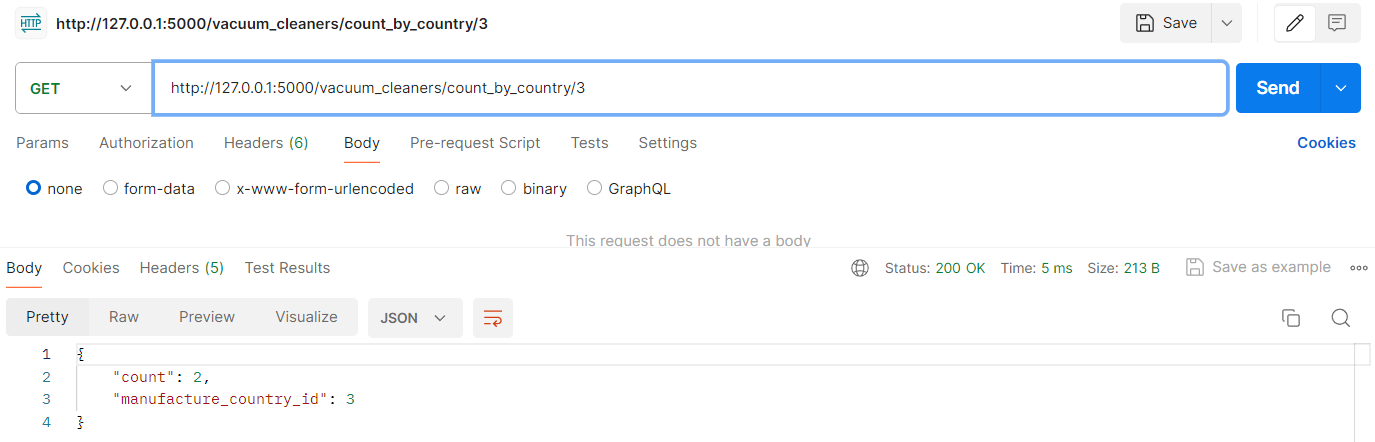 HTTP http://127.0.0.1:5000/vacuum_cleaners/count_by_country/3 Save
GET http://127.0.0.1:5000/vacuum_cleaners/count_by_country/3 Send
Params Authorization Headers (6) Body Pre-request Script Tests Settings Cookies
none form-data x-www-form-urlencoded raw binary GraphQL
This request does not have a body
Body Cookies Headers (5) Test Results Status: 200 OK Time: 5 ms Size: 213 B Save as example
Pretty Raw Preview Visualize JSON
1 {
2 "count": 2,
3 "manufacture_country_id": 3
4 }